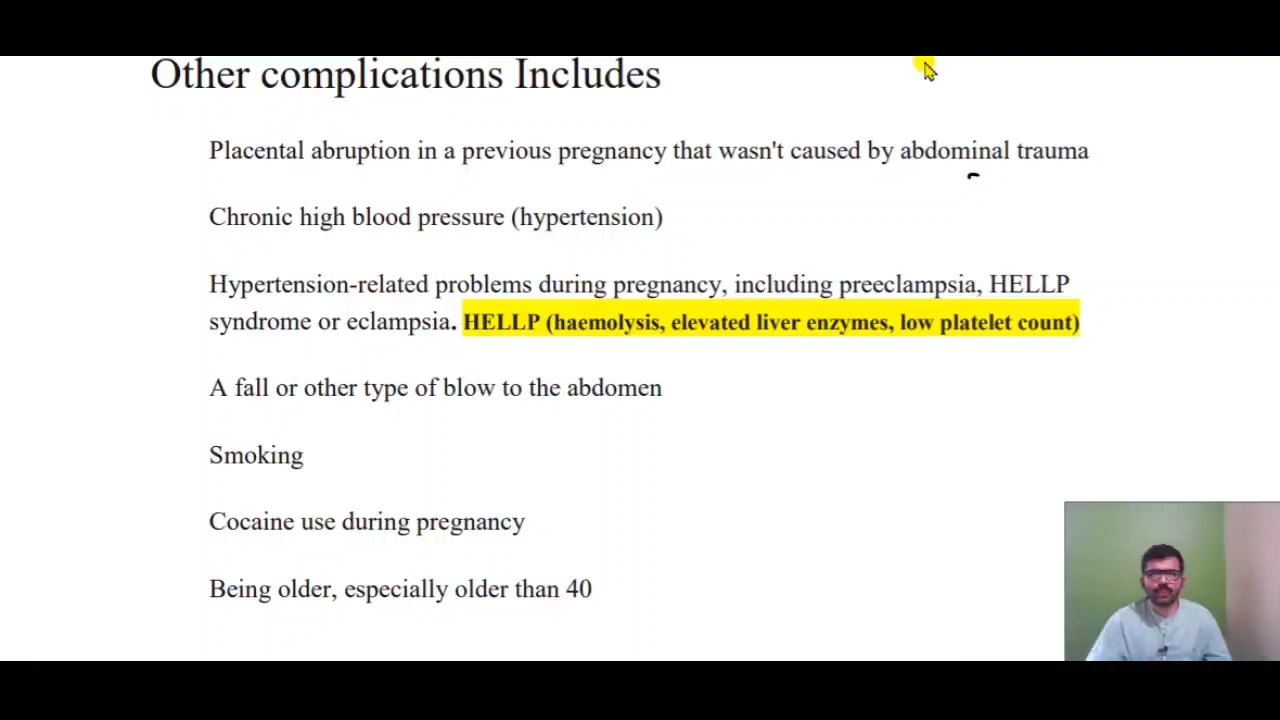 Other complications Includes
Placental abruption in a previous pregnancy that wasn't caused by abdominal trauma
Chronic high blood pressure (hypertension)
Hypertension-related problems during pregnancy, including preeclampsia, HELLP
syndrome or eclampsia. HELLP (haemolysis, elevated liver enzymes, low platelet count)
A fall or other type of blow to the abdomen
Smoking
Cocaine use during pregnancy
Being older, especially older than 40